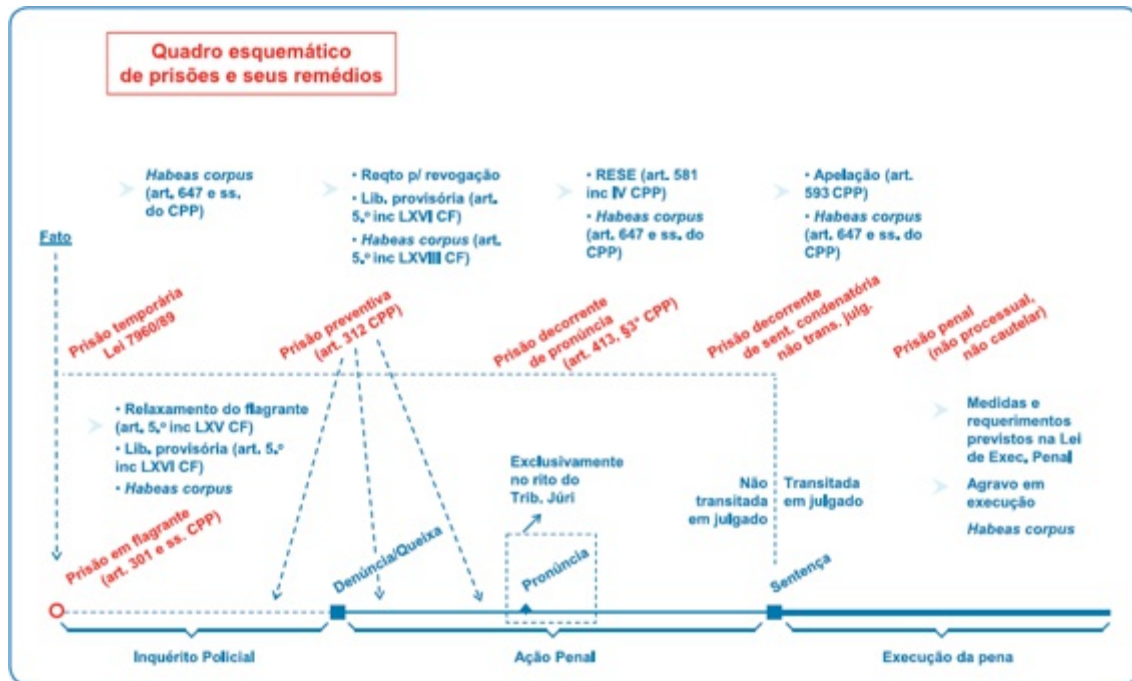 Quadro esquemático
de prisões e seus remédios
Habeas corpus
(art. 647 e ss.
do CPP)
• Reqto p/ revogação
• Lib. provisória (art.
5.º inc LXVI CF)
• Habeas corpus (art.
5.º inc LXVIII CF)
• RESE (art. 581
inc IV CPP)
• Habeas corpus
(art. 647 e ss. do
CPP)
• Apelação (art.
593 CPP)
• Habeas corpus
(art. 647 e ss. do
CPP)
Fato
Prisão temporária
Lei 7960/89
Prisão preventiva
(art. 312 CPP)
Prisão decorrente
de pronúncia
(art. 413, §3º CPP)
Prisão decorrente
de sent. condenatória
não trans. julg.
Prisão penal
(não processual,
não cautelar)
• Relaxamento do flagrante
(art. 5.º inc LXV CF)
• Lib. provisória (art. 5.º
inc LXVI CF)
• Habeas corpus
Exclusivamente
no rito do
Trib. Júri
Não
transitada
em julgado
Transitada
em julgado
Medidas e
requerimentos
previstos na Lei
de Exec. Penal
Agravo em
execução
Habeas corpus
Prisão em flagrante
(art. 301 e ss. CPP)
Denúncia/Queixa
Pronúncia
Sentença
Inquérito Policial
Ação Penal
Execução da pena